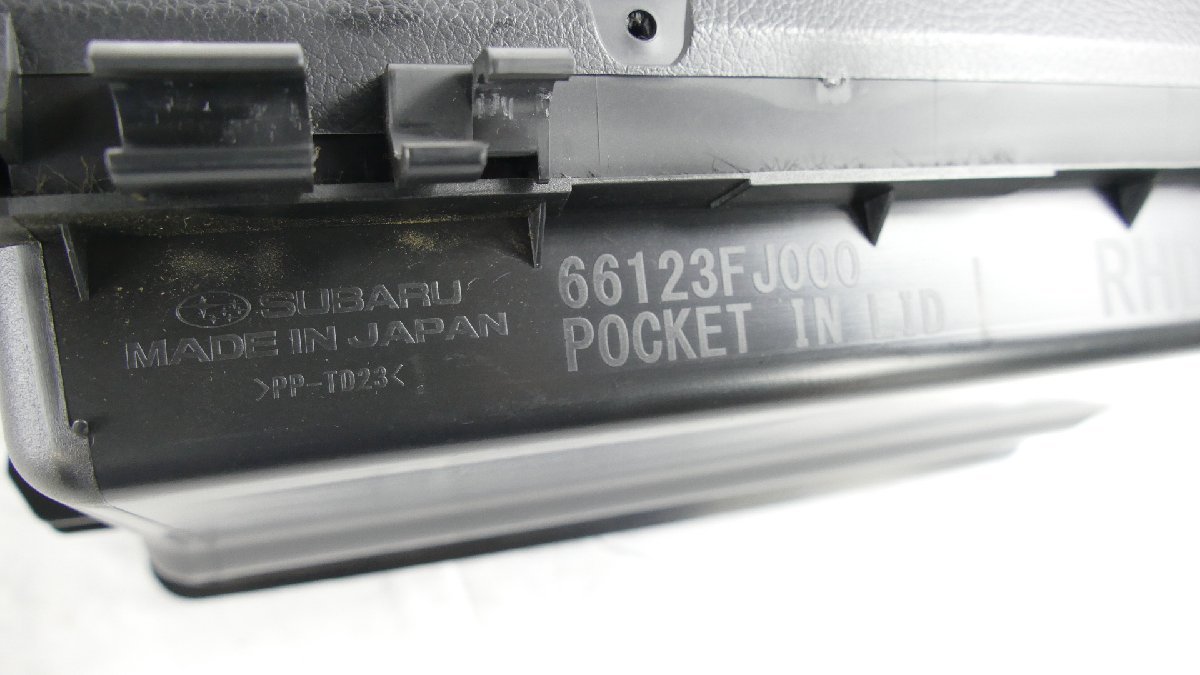 SUBARU
MADE IN JAPAN
>PP-TD23<
66123FJ000
POCKET IN LID
RH